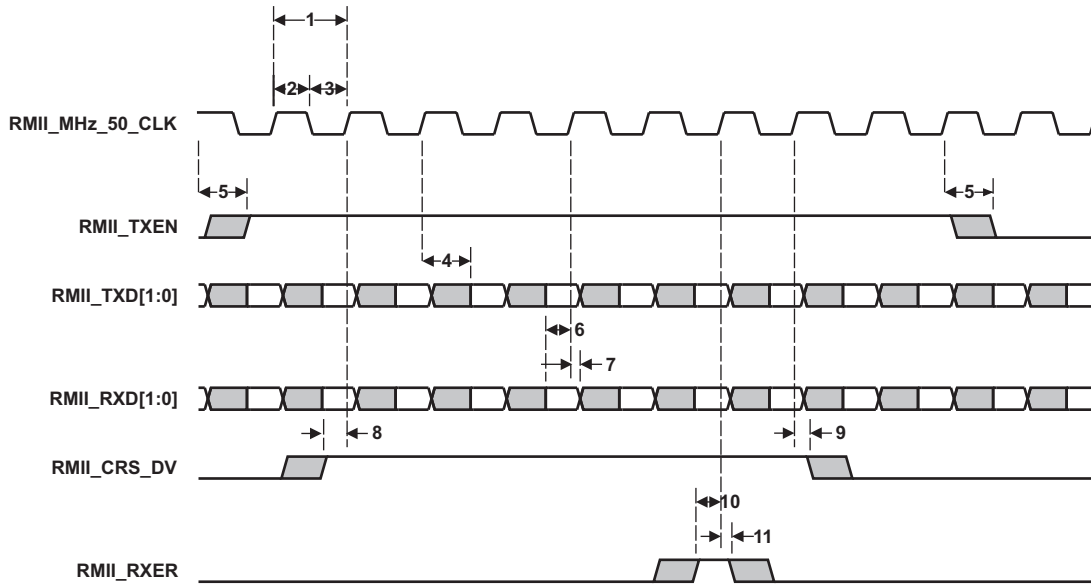 1
2 3
RMII_MHz_50_CLK
5 5
RMII_TXEN
4
RMII_TXD[1:0]
6
7
RMII_RXD[1:0]
8 9
RMII_CRS_DV
10
11
RMII_RXER